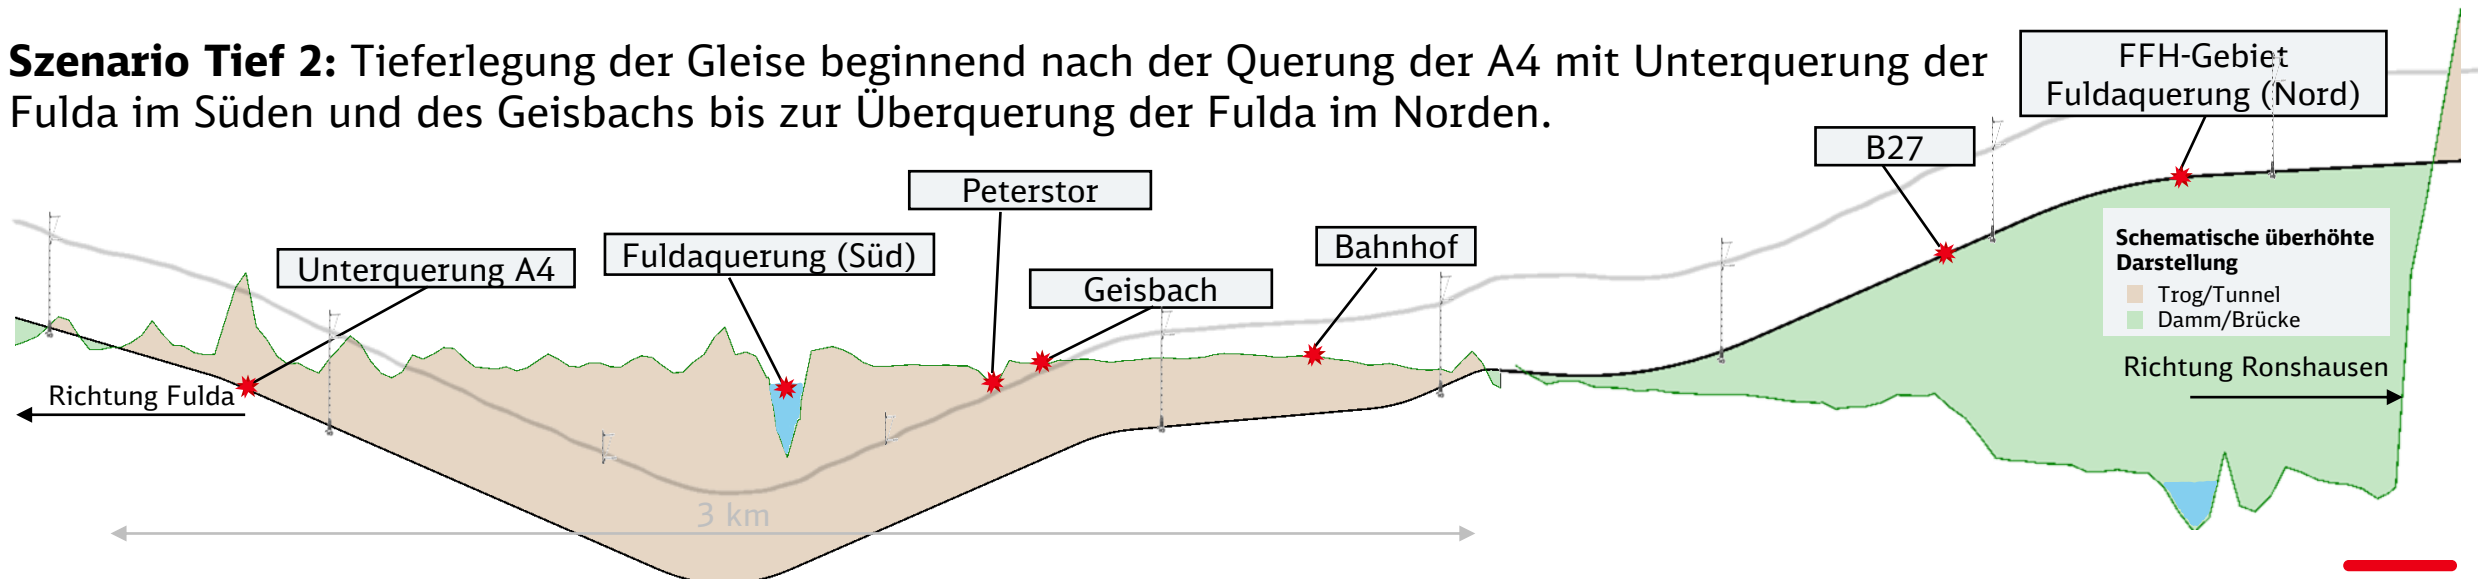 Szenario Tief 2: Tieferlegung der Gleise beginnend nach der Querung der A4 mit Unterquerung der
Fulda im Süden und des Geisbachs bis zur Überquerung der Fulda im Norden.
FFH-Gebiet
Fuldaquerung (Nord)
B27
Peterstor
Bahnhof
Fuldaquerung (Süd)
Unterquerung A4
Geisbach
Schematische überhöhte
Darstellung
Trog/Tunnel
Damm/Brücke
Richtung Ronshausen
Richtung Fulda
3 km